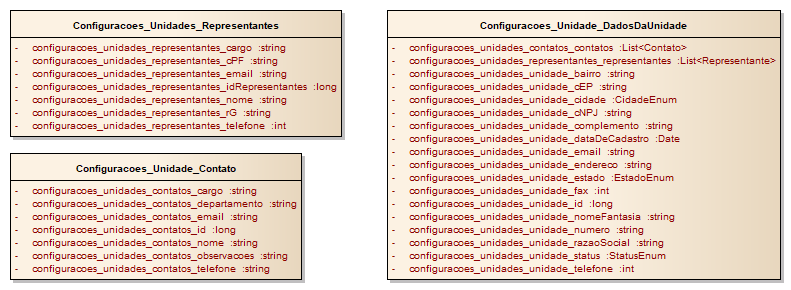 Configuracoes_Unidades_Representantes
- configuracoes_unidades_representantes_cargo :string
- configuracoes_unidades_representantes_cPF :string
- configuracoes_unidades_representantes_email :string
- configuracoes_unidades_representantes_idRepresentantes :long
- configuracoes_unidades_representantes_nome :string
- configuracoes_unidades_representantes_rG :string
- configuracoes_unidades_representantes_telefone :int
Configuracoes_Unidade_Contato
- configuracoes_unidades_contatos_cargo :string
- configuracoes_unidades_contatos_departamento :string
- configuracoes_unidades_contatos_email :string
- configuracoes_unidades_contatos_id :long
- configuracoes_unidades_contatos_nome :string
- configuracoes_unidades_contatos_observacoes :string
- configuracoes_unidades_contatos_telefone :string
Configuracoes_Unidade_DadosDaUnidade
- configuracoes_unidades_contatos_contatos :List<Contato>
- configuracoes_unidades_representantes_representantes :List<Representante>
- configuracoes_unidades_unidade_bairro :string
- configuracoes_unidades_unidade_cEP :string
- configuracoes_unidades_unidade_cidade :CidadeEnum
- configuracoes_unidades_unidade_cNPJ :string
- configuracoes_unidades_unidade_complemento :string
- configuracoes_unidades_unidade_dataDeCadastro :Date
- configuracoes_unidades_unidade_email :string
- configuracoes_unidades_unidade_endereco :string
- configuracoes_unidades_unidade_estado :EstadoEnum
- configuracoes_unidades_unidade_fax :int
- configuracoes_unidades_unidade_id :long
- configuracoes_unidades_unidade_nomeFantasia :string
- configuracoes_unidades_unidade_numero :string
- configuracoes_unidades_unidade_razaoSocial :string
- configuracoes_unidades_unidade_status :StatusEnum
- configuracoes_unidades_unidade_telefone :int